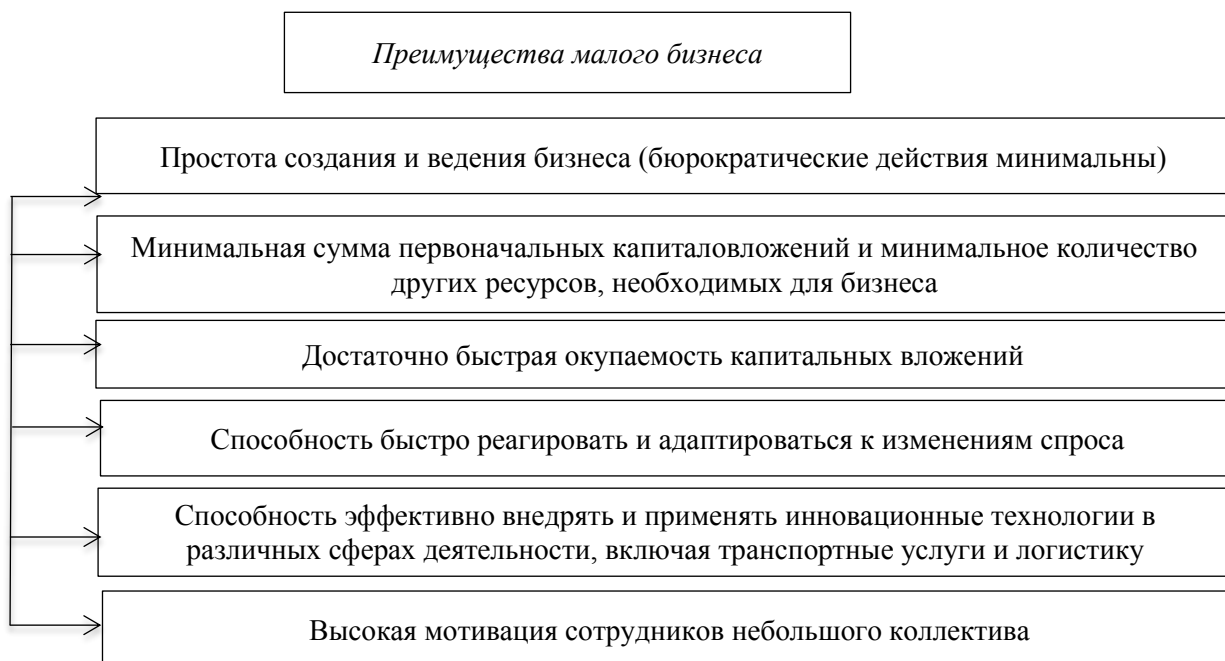 Преимущества малого бизнеса
Простота создания и ведения бизнеса (бюрократические действия минимальны)
Минимальная сумма первоначальных капиталовложений и минимальное количество
других ресурсов, необходимых для бизнеса
Достаточно быстрая окупаемость капитальных вложений
Способность быстро реагировать и адаптироваться к изменениям спроса
Способность эффективно внедрять и применять инновационные технологии в
различных сферах деятельности, включая транспортные услуги и логистику
Высокая мотивация сотрудников небольшого коллектива